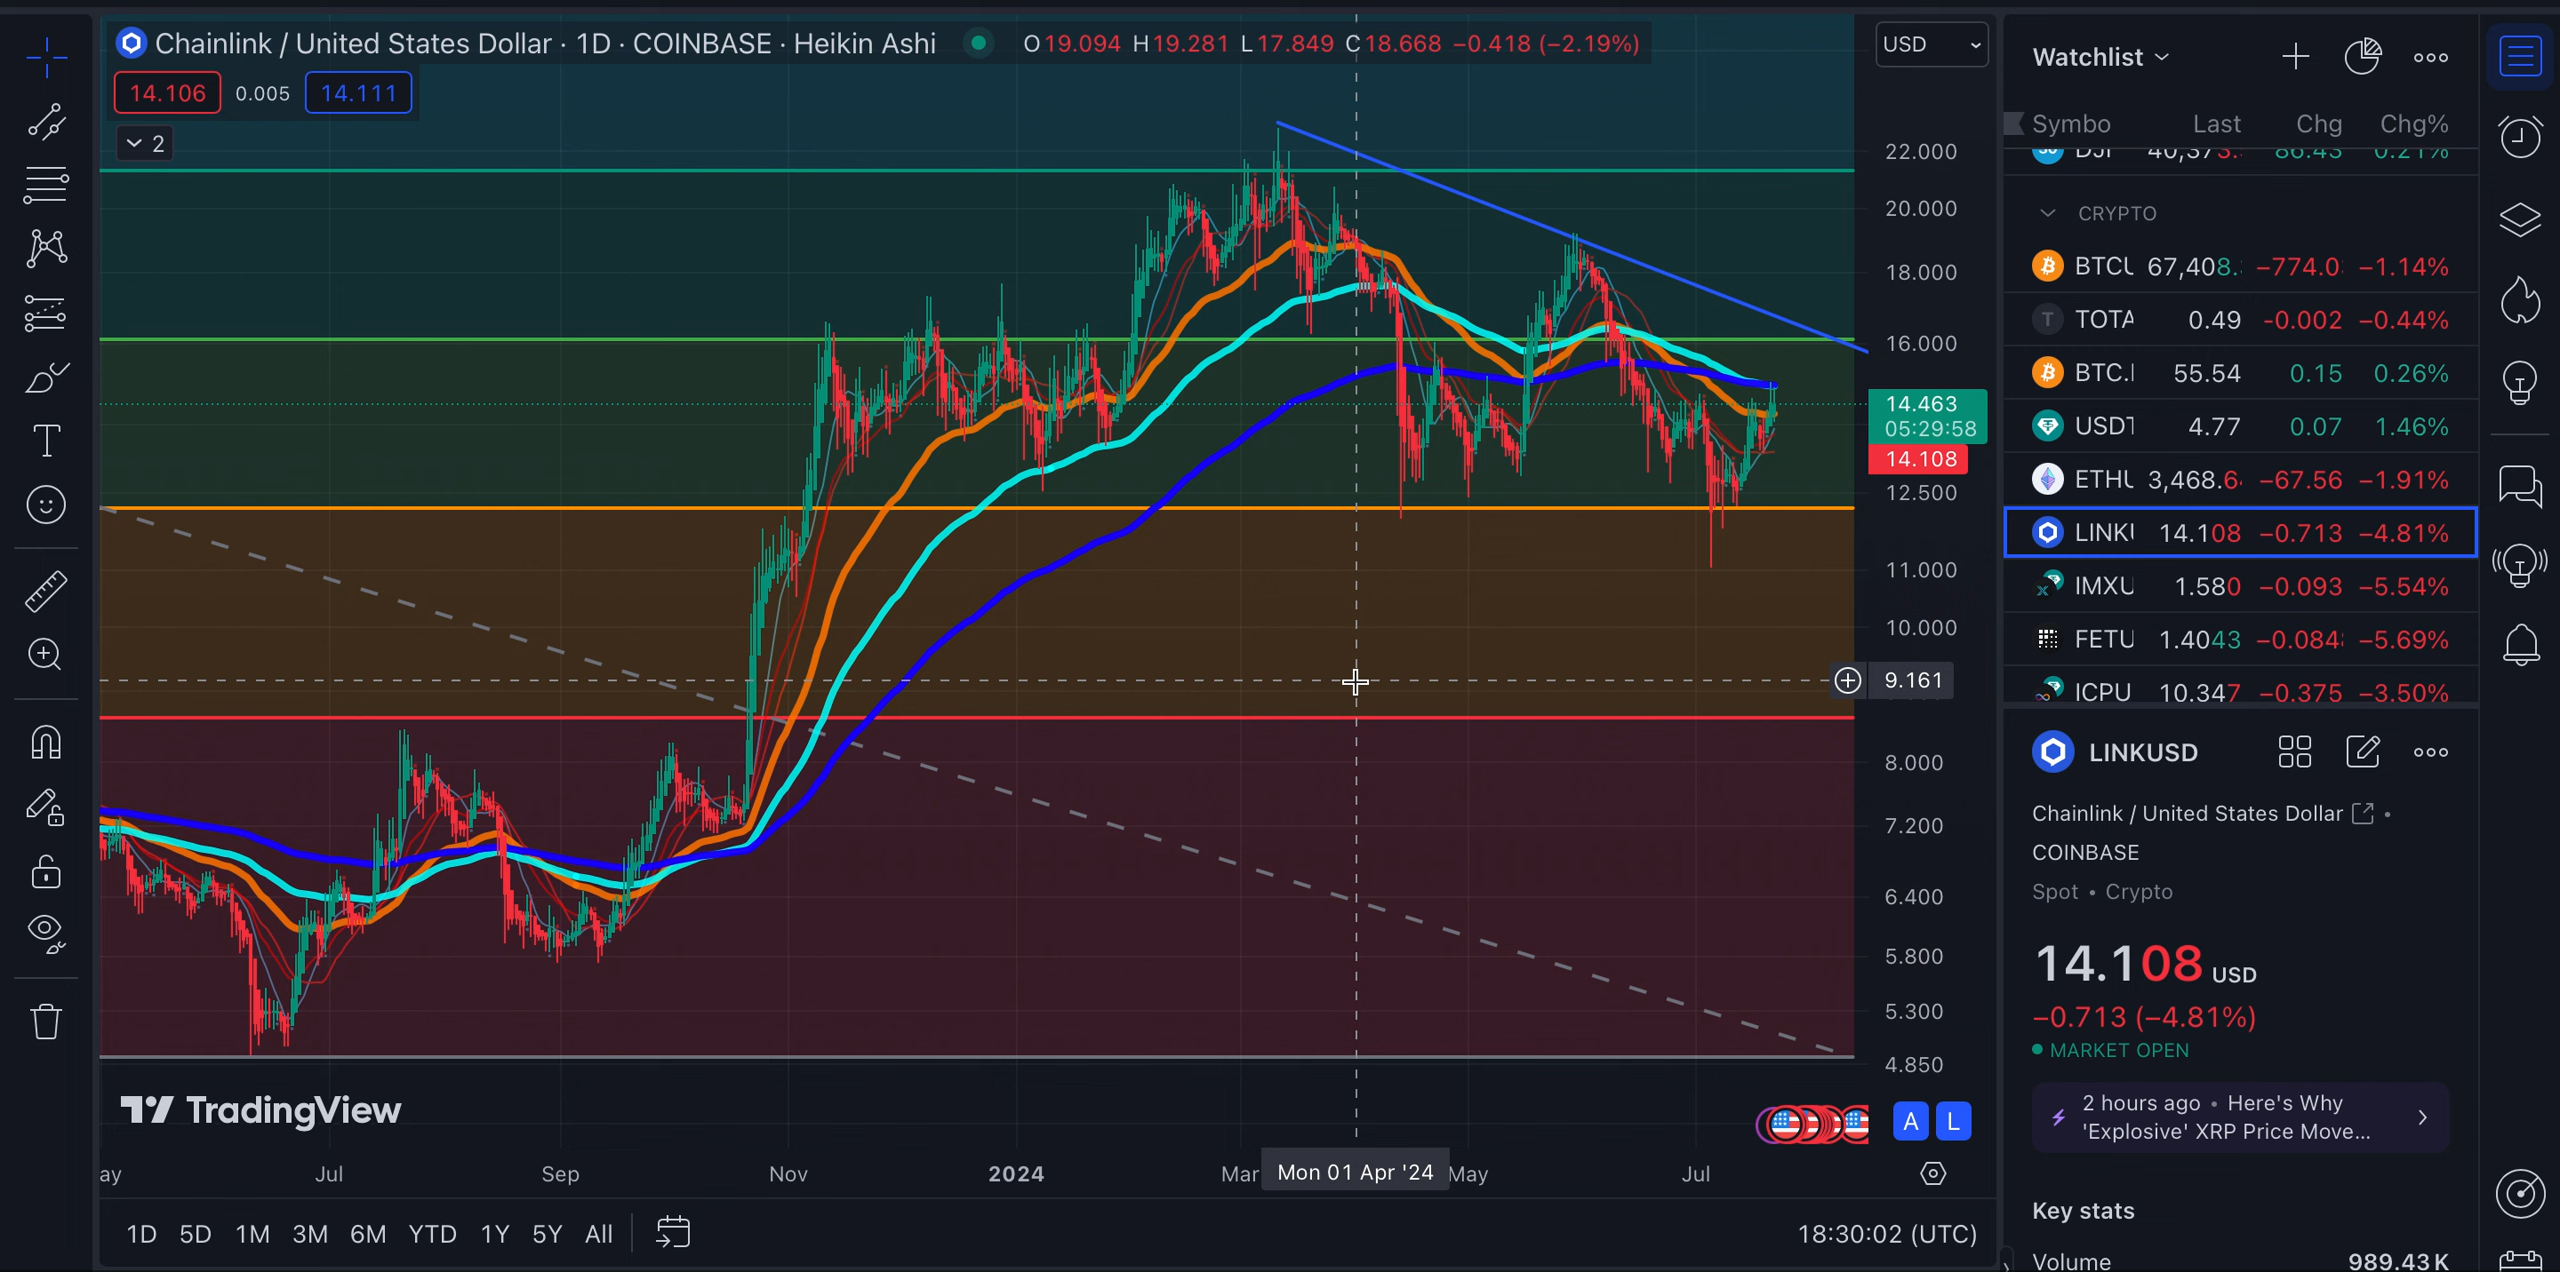 Chainlink / United States Dollar · 1D · COINBASE · Heikin Ashi O19.094 H19.281 L17.849 C18.668 −0.418 (−2.19%)
14.106 0.005 14.111
2
USD
22.000
20.000
18.000
16.000
14.463
05:29:58
14.108
12.500
11.000
10.000
9.161
8.000
7.200
6.400
5.800
5.300
4.850
TradingView
A L
ay Jul Sep Nov 2024 Mar Mon 01 Apr '24 May Jul
1D 5D 1M 3M 6M YTD 1Y 5Y All 18:30:02 (UTC)
Watchlist
Symbo Last Chg Chg%
DJI 86.43 0.21%
CRYPTO
BTCU 67,408. −774.0 −1.14%
T TOTA 0.49 −0.002 −0.44%
BTC.I 55.54 0.15 0.26%
USDT 4.77 0.07 1.46%
ETHU 3,468.6 −67.56 −1.91%
LINKU 14.108 −0.713 −4.81%
IMXU 1.580 −0.093 −5.54%
FETU 1.4043 −0.084 −5.69%
ICPU 10.347 −0.375 −3.50%
LINKUSD
Chainlink / United States Dollar •
COINBASE
Spot • Crypto
14.108 USD
−0.713 (−4.81%)
MARKET OPEN
2 hours ago • Here's Why
'Explosive' XRP Price Move...
Key stats
Volume 989.43K